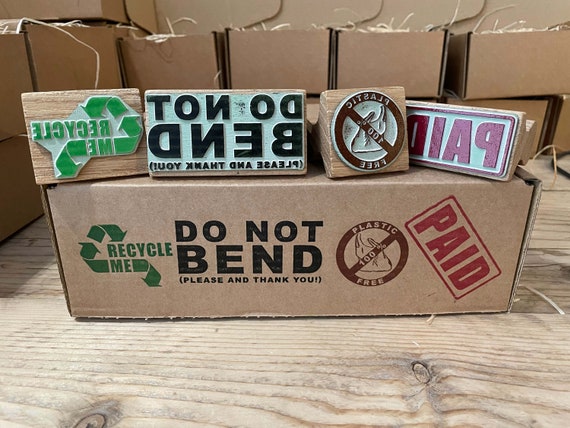 RECYCLE
ME
DO NOT
BEND
(PLEASE AND THANK YOU!)
PLASTIC
100%
FREE
PAID
RECYCLE
ME
DO NOT
BEND
(PLEASE AND THANK YOU!)
PLASTIC
100%
FREE
PAID